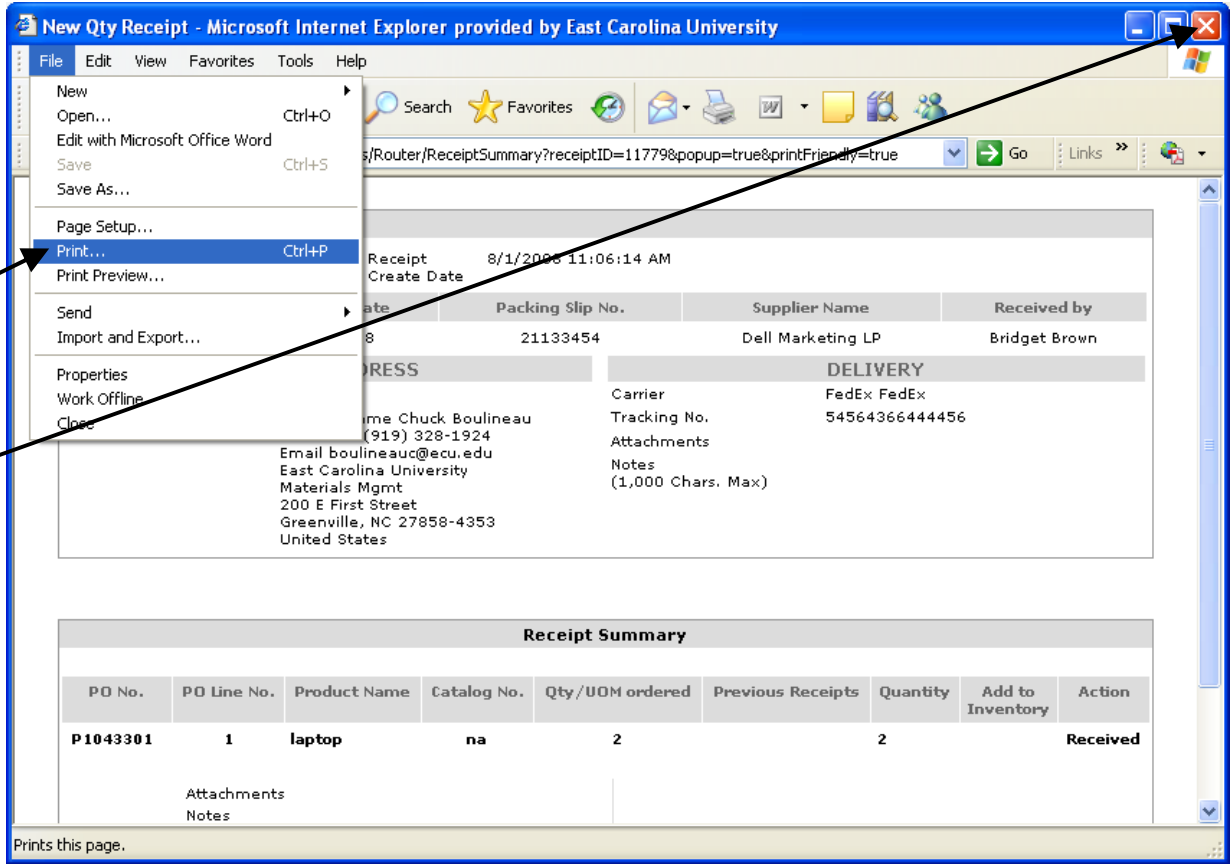 New Qty Receipt - Microsoft Internet Explorer provided by East Carolina University
File Edit View Favorites Tools Help
New
Open... Ctrl+O
Edit with Microsoft Office Word
Save Ctrl+S
Save As...
Page Setup...
Print... Ctrl+P
Print Preview...
Send
Import and Export...
Properties
Work Offline
Close
Search Favorites
s/Router/ReceiptSummary?receiptID=11779&popup=true&printFriendly=true Go Links »
Receipt 8/1/2008 11:06:14 AM
Create Date
ate Packing Slip No. Supplier Name Received by
8 21133454 Dell Marketing LP Bridget Brown
DRESS DELIVERY
Carrier FedEx FedEx
me Chuck Boulineau Tracking No. 54564366444456
(919) 328-1924 Attachments
Email boulineauc@ecu.edu
East Carolina University Notes
Materials Mgmt (1,000 Chars. Max)
200 E First Street
Greenville, NC 27858-4353
United States
Receipt Summary
PO No. PO Line No. Product Name Catalog No. Qty/UOM ordered Previous Receipts Quantity Add to Inventory Action
P1043301 1 laptop na 2 2 Received
Attachments
Notes
Prints this page.